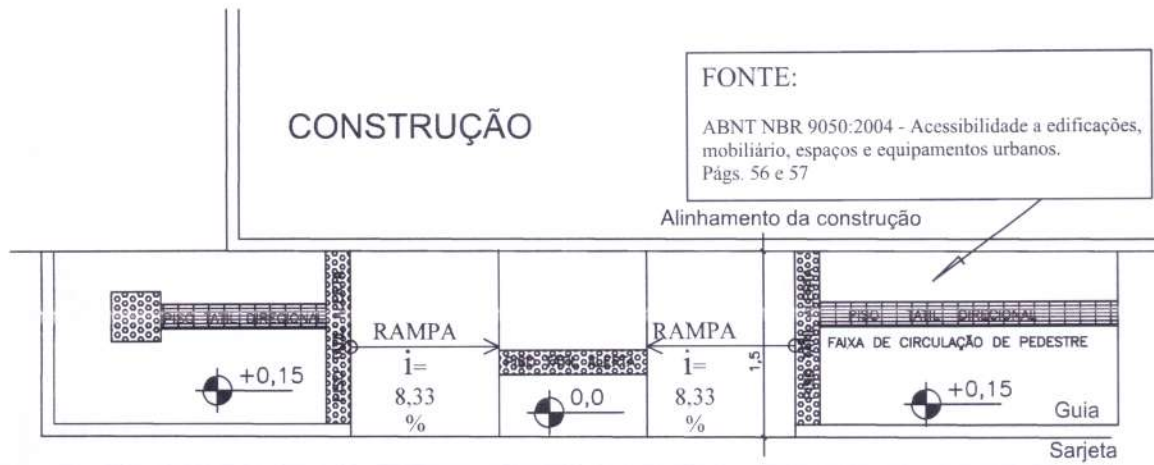 CONSTRUÇÃO
FONTE:
ABNT NBR 9050:2004 - Acessibilidade a edificações,
mobiliário, espaços e equipamentos urbanos.
Págs. 56 e 57
Alinhamento da construção
PISO TATIL DIRECIONAL
RAMPA
i=
8,33
%
RAMPA
i=
8,33
%
1,5
PISO TATIL DIRECIONAL
FAIXA DE CIRCULAÇÃO DE PEDESTRE
+0,15
0,0
+0,15
Guia
Sarjeta